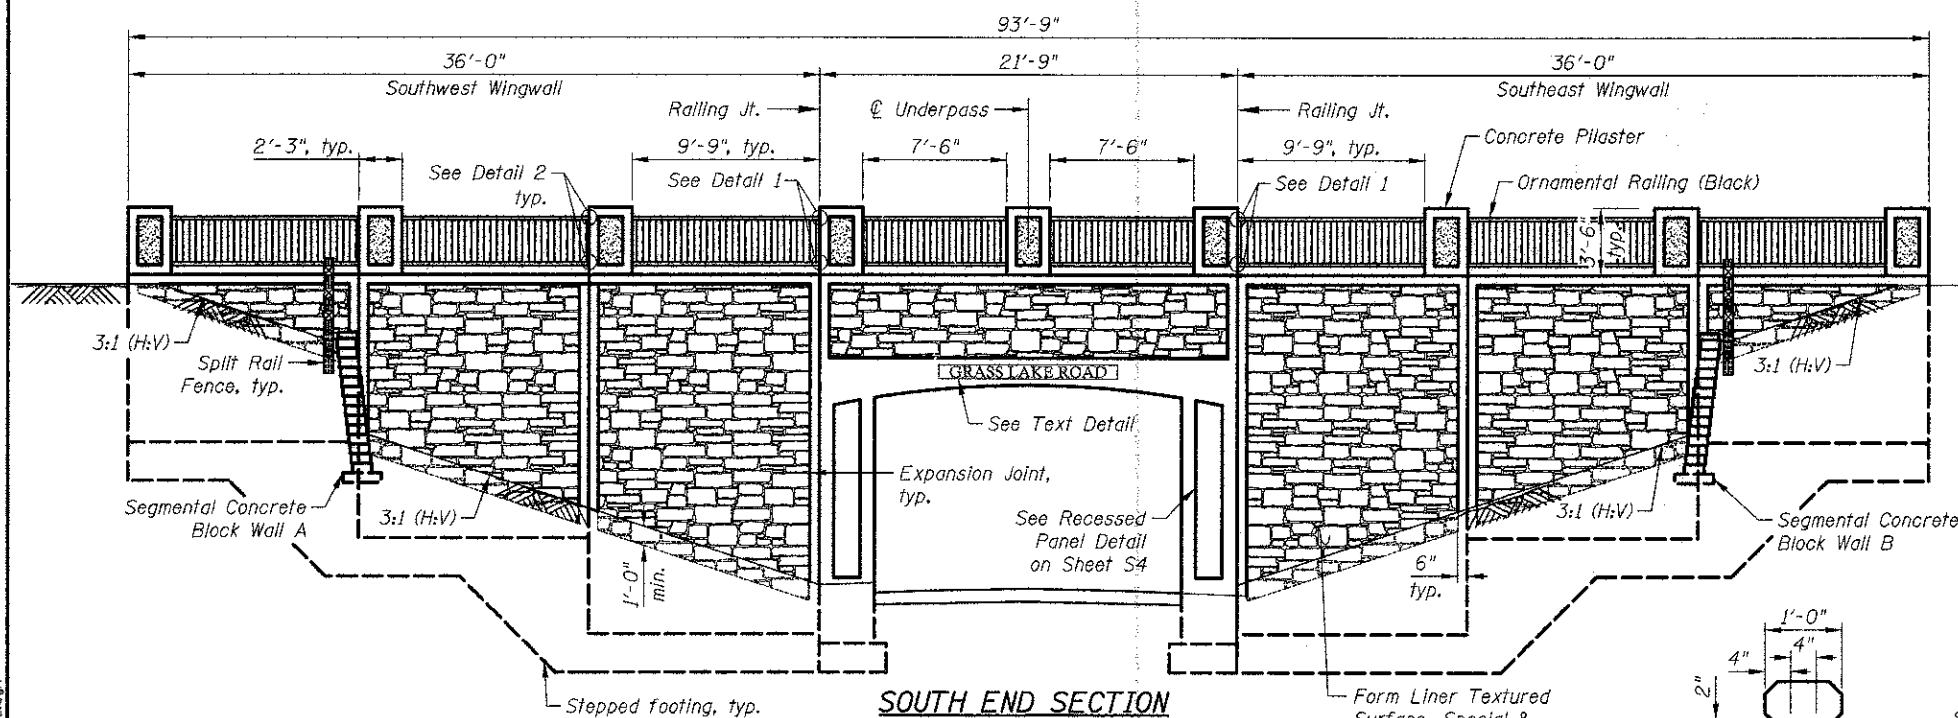 93'-9"
36'-0"
21'-9"
36'-0"
Southwest Wingwall
Southeast Wingwall
Railing Jt.
℄ Underpass
Railing Jt.
Concrete Pilaster
2'-3", typ.
9'-9", typ.
7'-6"
7'-6"
9'-9", typ.
See Detail 2
typ.
See Detail 1
See Detail 1
Ornamental Railing (Black)
3'-6"
typ.
3:1 (H:V)
Split Rail
Fence, typ.
GRASS LAKE ROAD
3:1 (H:V)
See Text Detail
Expansion Joint,
typ.
Segmental Concrete
Block Wall A
3:1 (H:V)
See Recessed
Panel Detail
on Sheet S4
3:1 (H:V)
Segmental Concrete
Block Wall B
1'-0"
min.
6"
typ.
1'-0"
4"
4"
2"
Stepped footing, typ.
SOUTH END SECTION
Form Liner Textured
Surface, Special &